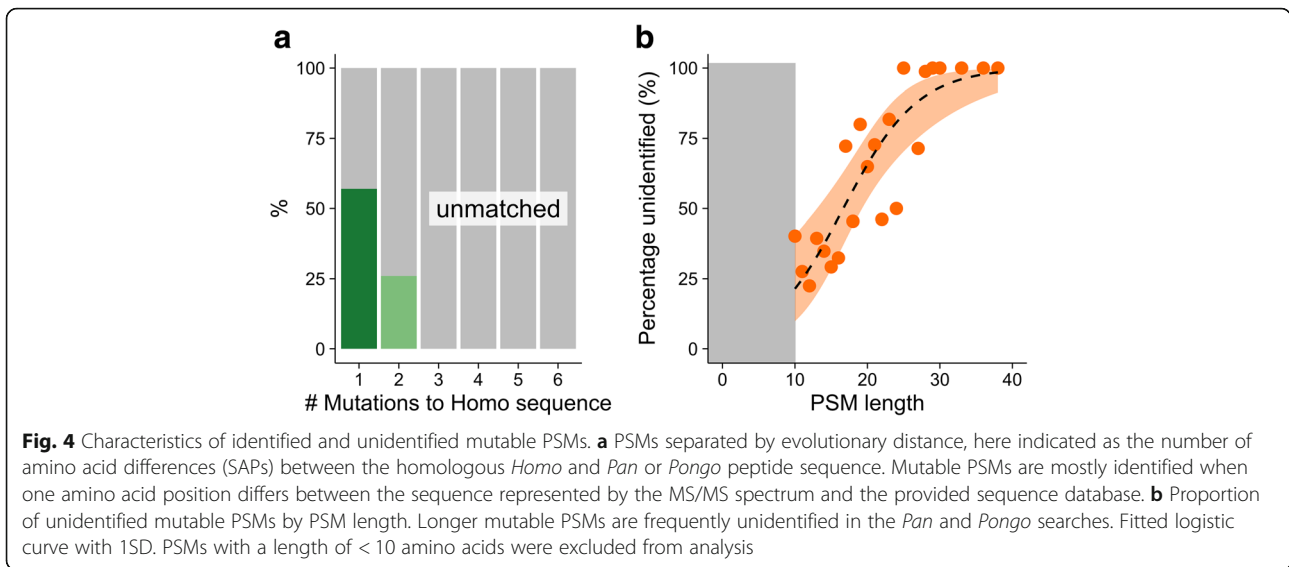 a
100
75
50
25
0
%
unmatched
1 2 3 4 5 6
# Mutations to Homo sequence
b
Percentage unidentified (%)
100
75
50
25
0
0 10 20 30 40
PSM length
Fig. 4 Characteristics of identified and unidentified mutable PSMs. a PSMs separated by evolutionary distance, here indicated as the number of
amino acid differences (SAPs) between the homologous Homo and Pan or Pongo peptide sequence. Mutable PSMs are mostly identified when
one amino acid position differs between the sequence represented by the MS/MS spectrum and the provided sequence database. b Proportion
of unidentified mutable PSMs by PSM length. Longer mutable PSMs are frequently unidentified in the Pan and Pongo searches. Fitted logistic
curve with 1SD. PSMs with a length of < 10 amino acids were excluded from analysis